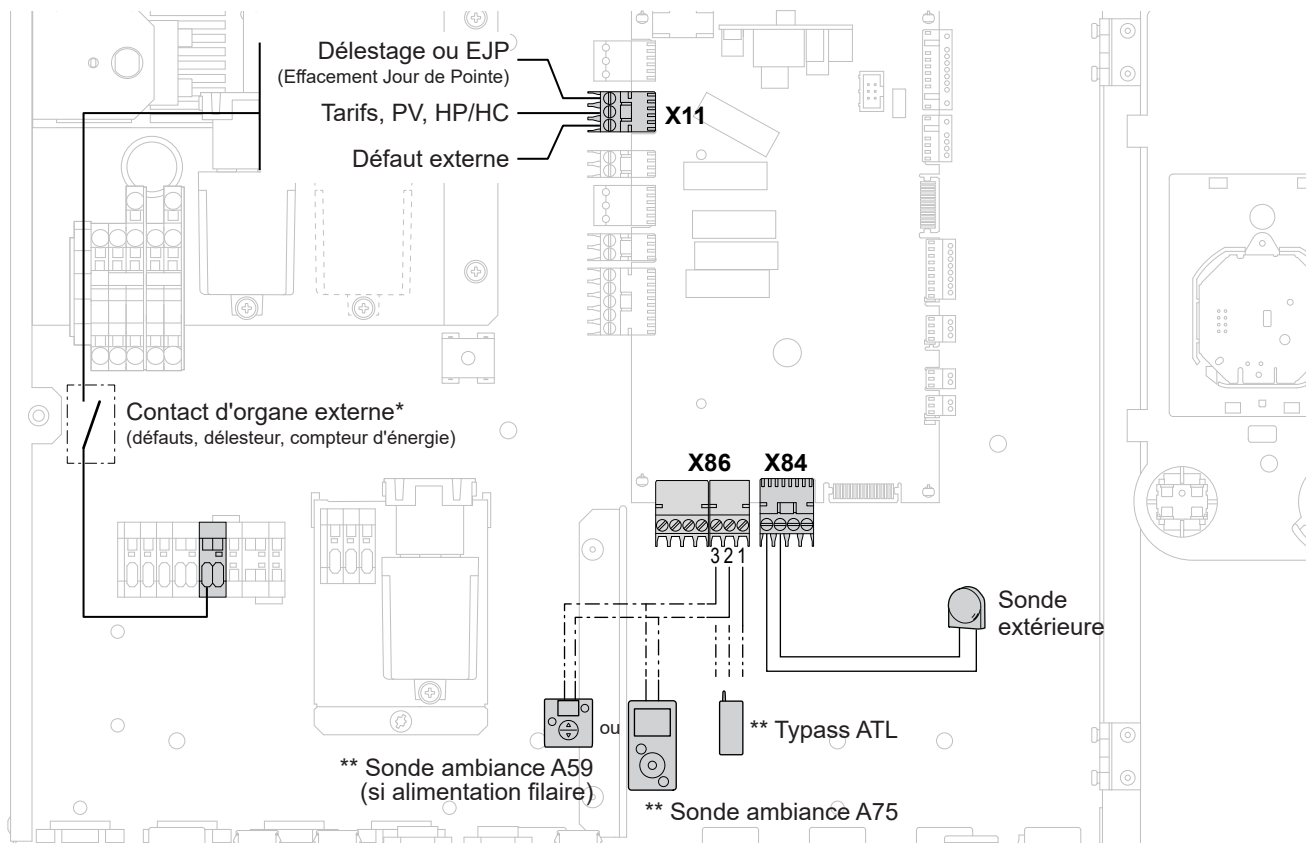 Délestage ou EJP
(Effacement Jour de Pointe)
Tarifs, PV, HP/HC
X11
Défaut externe
Contact d'organe externe*
(défauts, délesteur, compteur d'énergie)
X86
X84
3 2 1
Sonde
extérieure
ou
** Typass ATL
** Sonde ambiance A59
(si alimentation filaire)
** Sonde ambiance A75